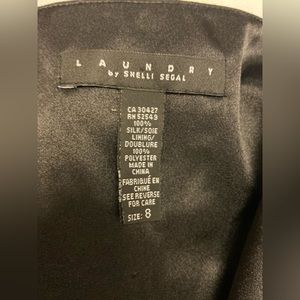 LAUNDRY
by SHELLI SEGAL
CA 30427
RN 52549
100%
SILK/SOIE
LINING/
DOUBLURE
100%
POLYESTER
MADE IN
CHINA
FABRIQUÉ EN
CHINE
SEE REVERSE
FOR CARE
SIZE: 8